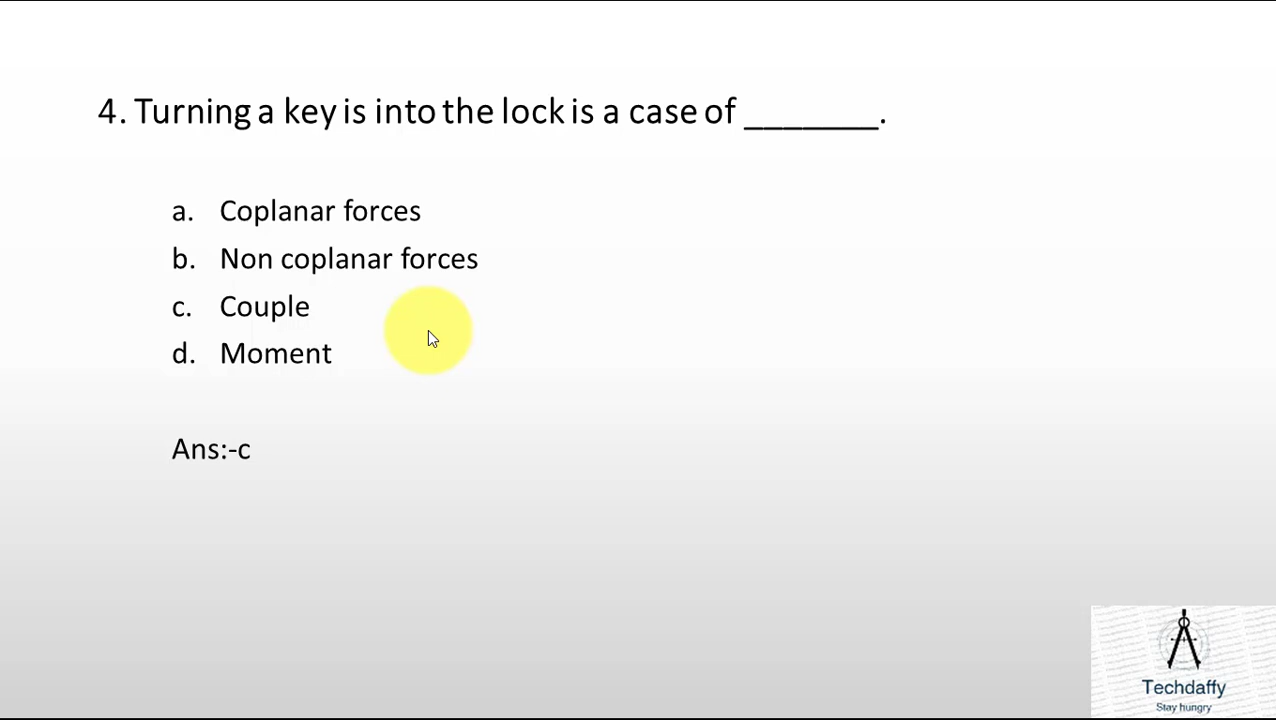 4. Turning a key is into the lock is a case of _______.
a. Coplanar forces
b. Non coplanar forces
c. Couple
d. Moment
Ans:-c
Techdaffy
Stay hungry